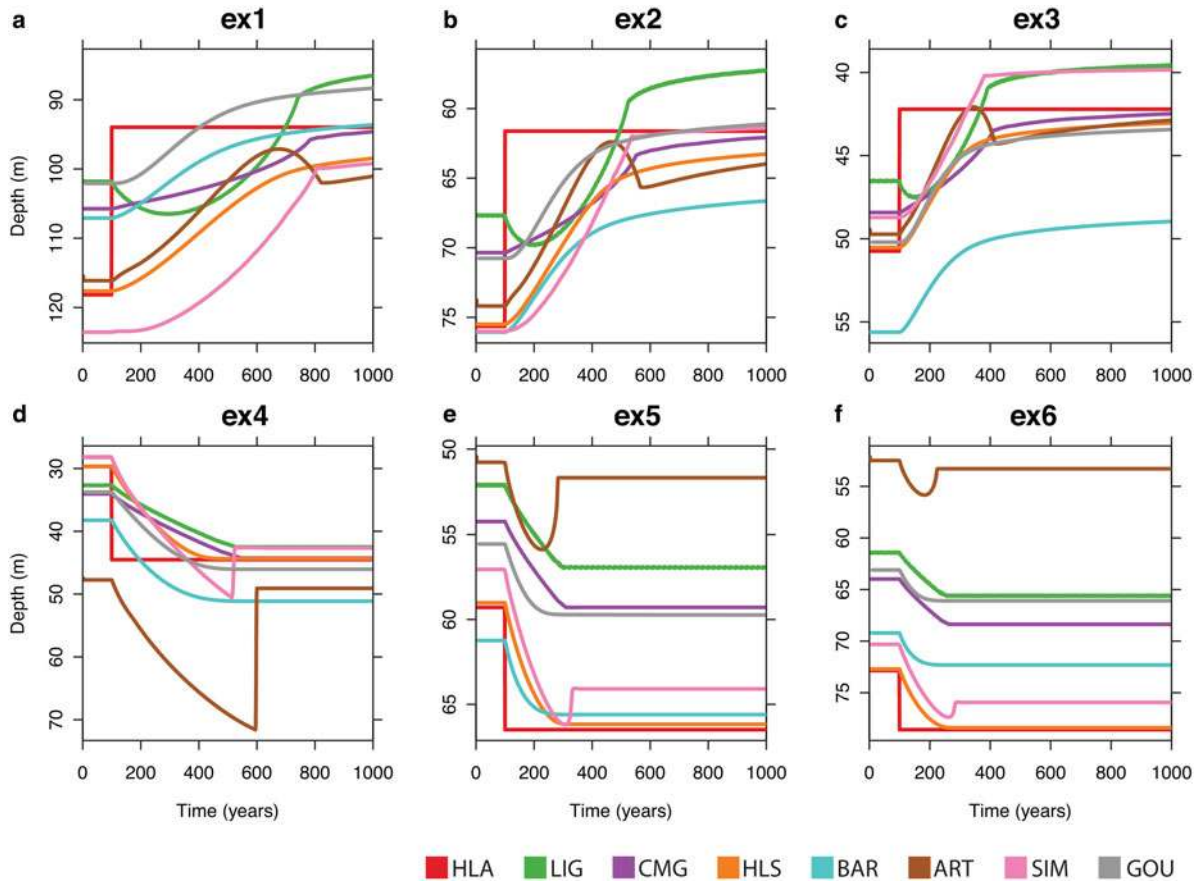 a ex1
b ex2
c ex3
0 200 400 600 800 1000
0 200 400 600 800 1000
0 200 400 600 800 1000
Depth (m)
90
100
110
120
60
65
70
75
40
45
50
55
d ex4
e ex5
f ex6
Depth (m)
30
40
50
60
70
50
55
60
65
55
60
65
70
75
0 200 400 600 800 1000
0 200 400 600 800 1000
0 200 400 600 800 1000
Time (years)
Time (years)
Time (years)
HLA LIG CMG HLS BAR ART SIM GOU